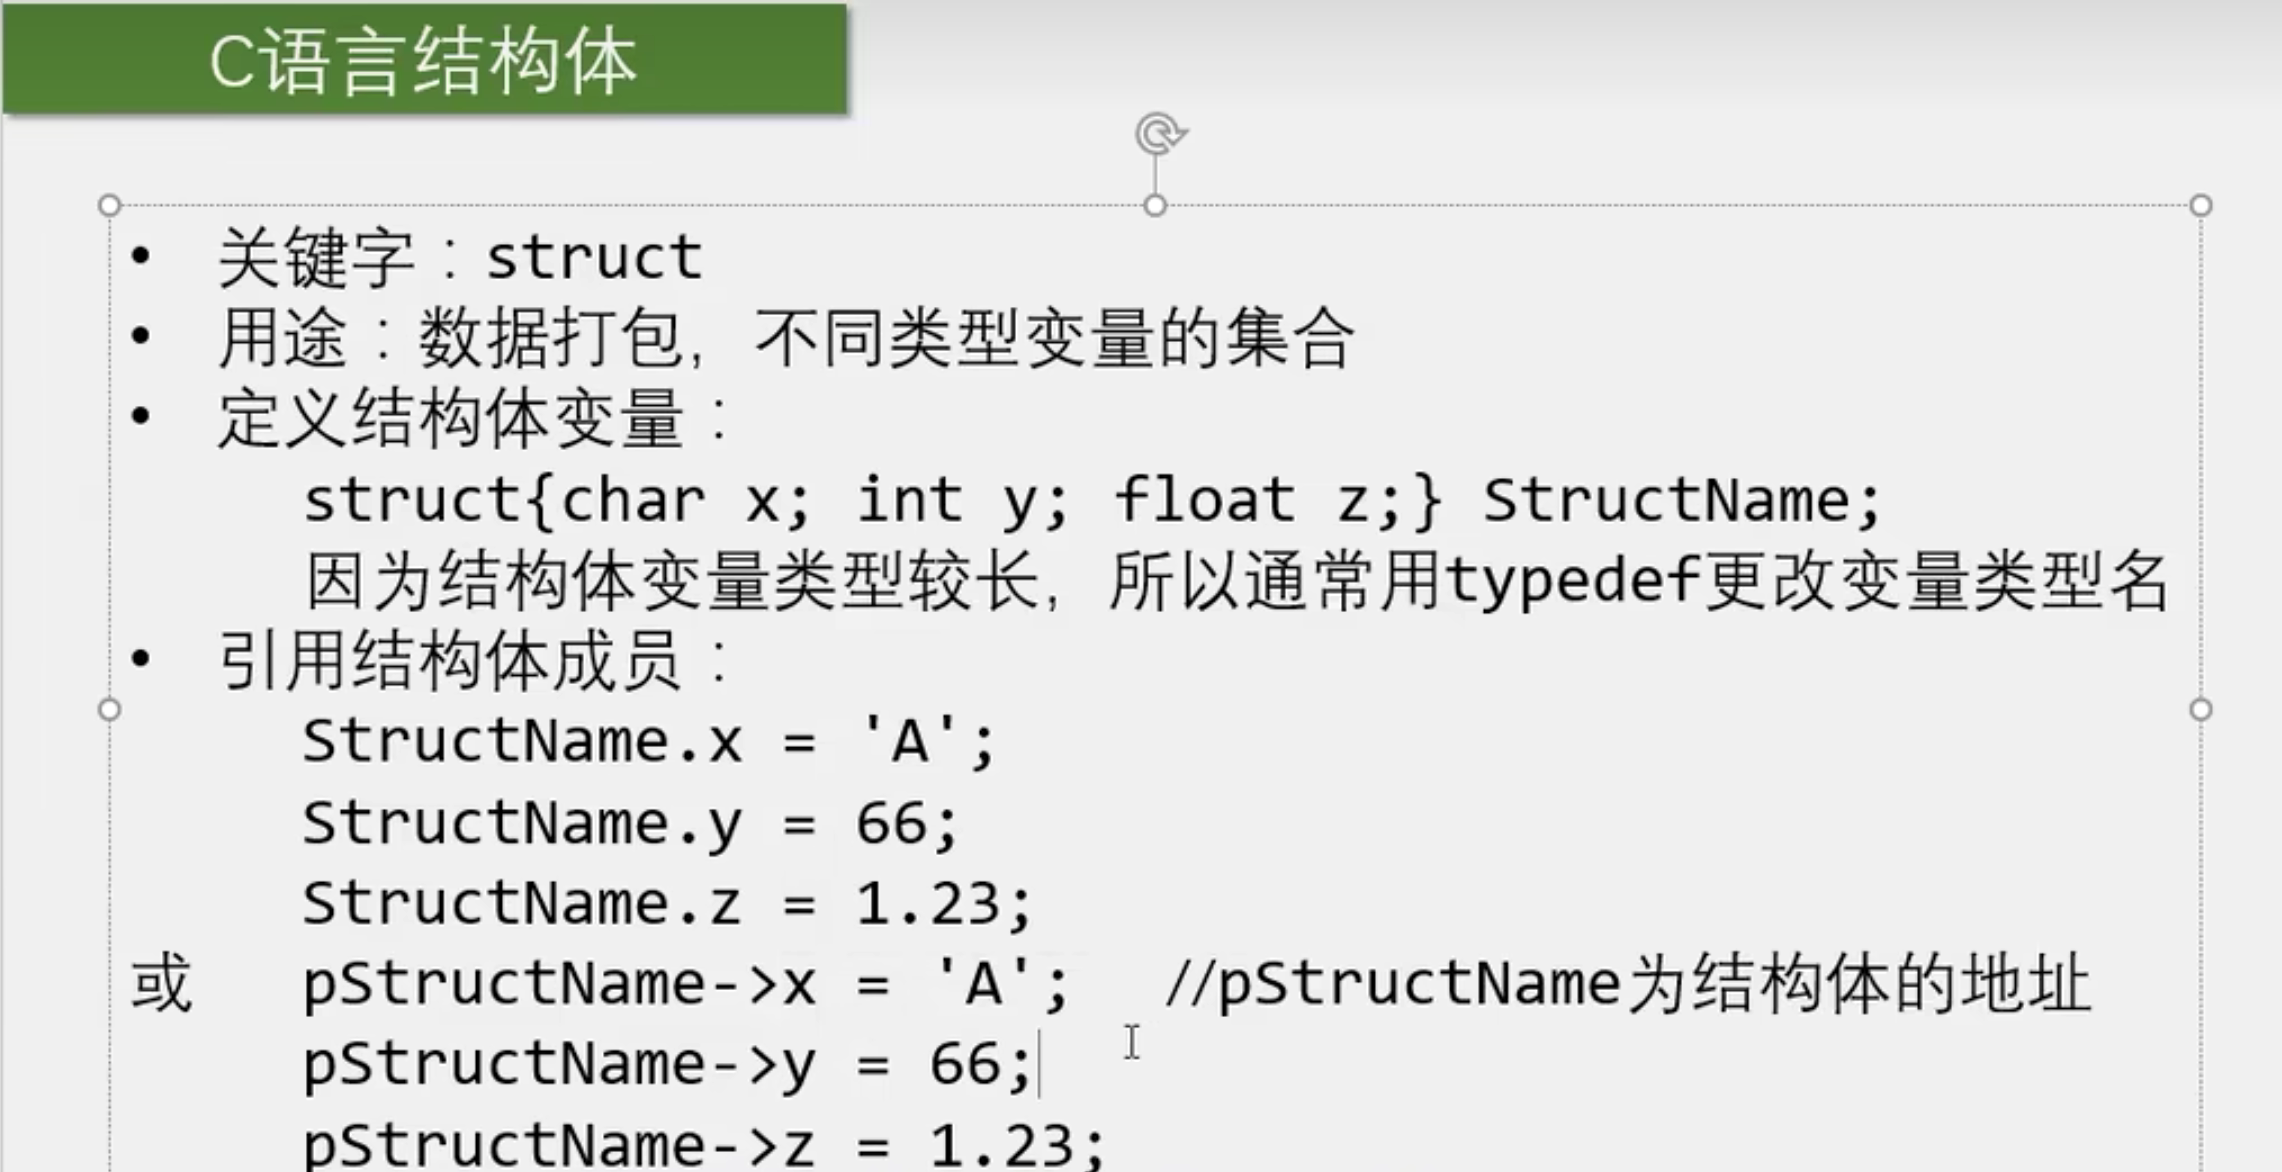 C语言结构体
• 关键字：struct
• 用途：数据打包，不同类型变量的集合
• 定义结构体变量：
struct{char x; int y; float z;} StructName;
因为结构体变量类型较长，所以通常用typedef更改变量类型名
• 引用结构体成员：
StructName.x = 'A';
StructName.y = 66;
StructName.z = 1.23;
或 pStructName->x = 'A'; //pStructName为结构体的地址
pStructName->y = 66;
pStructName->z = 1.23;